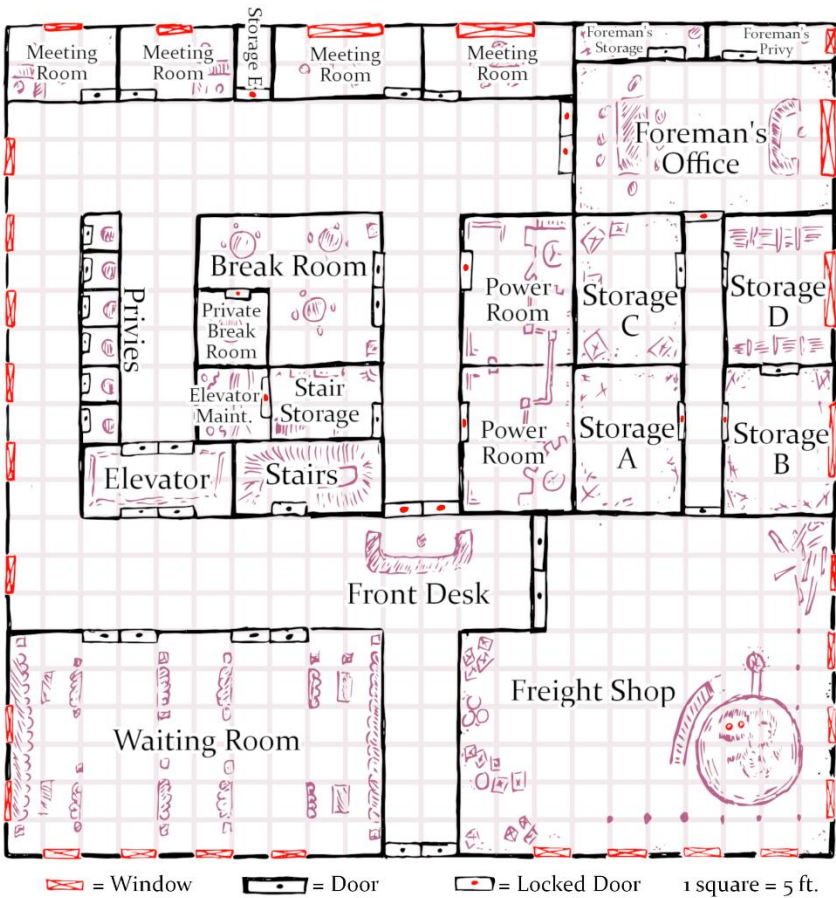 Meeting
Room
Meeting
Room
Storage E
Meeting
Room
Meeting
Room
Foreman's
Storage
Foreman's
Privy
Foreman's
Office
Privies
Break Room
Private
Break
Room
Elevator
Maint.
Stair
Storage
Power
Room
Storage
C
Storage
D
Power
Room
Storage
A
Storage
B
Elevator
Stairs
Front Desk
Waiting Room
Freight Shop
= Window
= Door
= Locked Door
1 square = 5 ft.